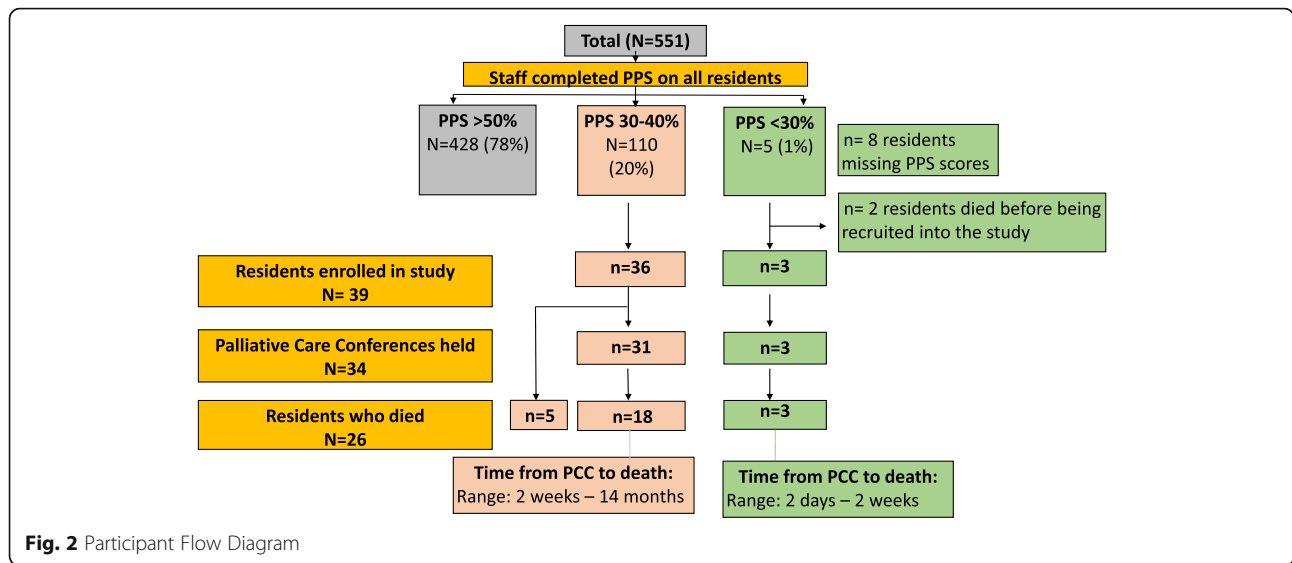 Total (N=551)
Staff completed PPS on all residents
PPS >50%
N=428 (78%)
PPS 30-40%
N=110
(20%)
PPS <30%
N=5 (1%)
n= 8 residents
missing PPS scores
n= 2 residents died before being
recruited into the study
Residents enrolled in study
N= 39
n=36
n=3
Palliative Care Conferences held
N=34
n=31
n=3
Residents who died
N=26
n=5
n=18
n=3
Time from PCC to death:
Range: 2 weeks – 14 months
Time from PCC to death:
Range: 2 days – 2 weeks
Fig. 2 Participant Flow Diagram